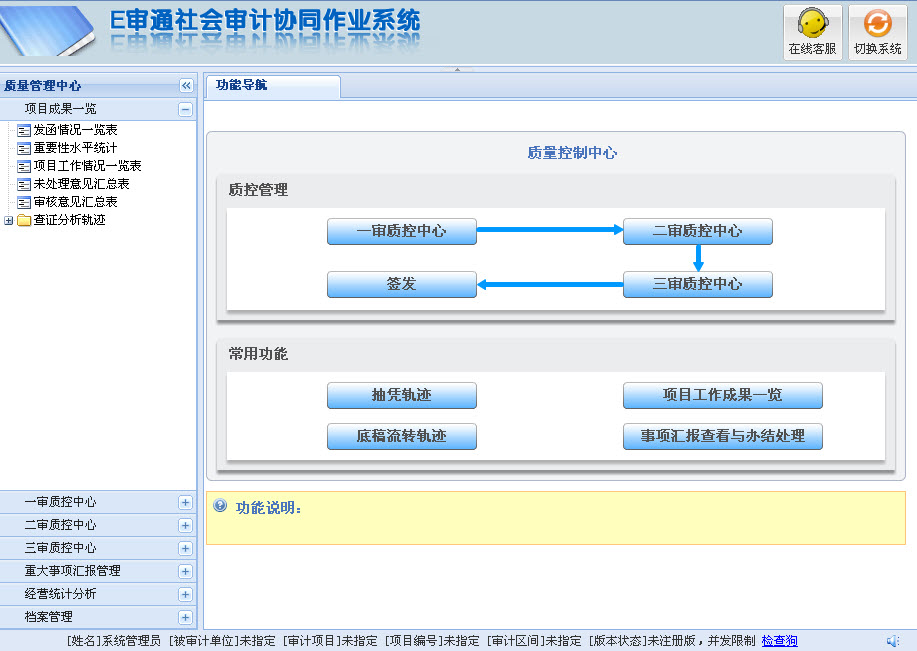 E审通社会审计协同作业系统
在线客服
切换系统
质量管理中心
项目成果一览
发函情况一览表
重要性水平统计
项目工作情况一览表
未处理意见汇总表
审核意见汇总表
查证分析轨迹
一审质控中心
二审质控中心
三审质控中心
重大事项汇报管理
经营统计分析
档案管理
功能导航
质量控制中心
质控管理
一审质控中心
二审质控中心
签发
三审质控中心
常用功能
抽凭轨迹
项目工作成果一览
底稿流转轨迹
事项汇报查看与办结处理
功能说明:
[姓名]系统管理员 [被审计单位]未指定 [审计项目]未指定 [项目编号]未指定 [审计区间]未指定 [版本状态]未注册版，并发限制 检查狗